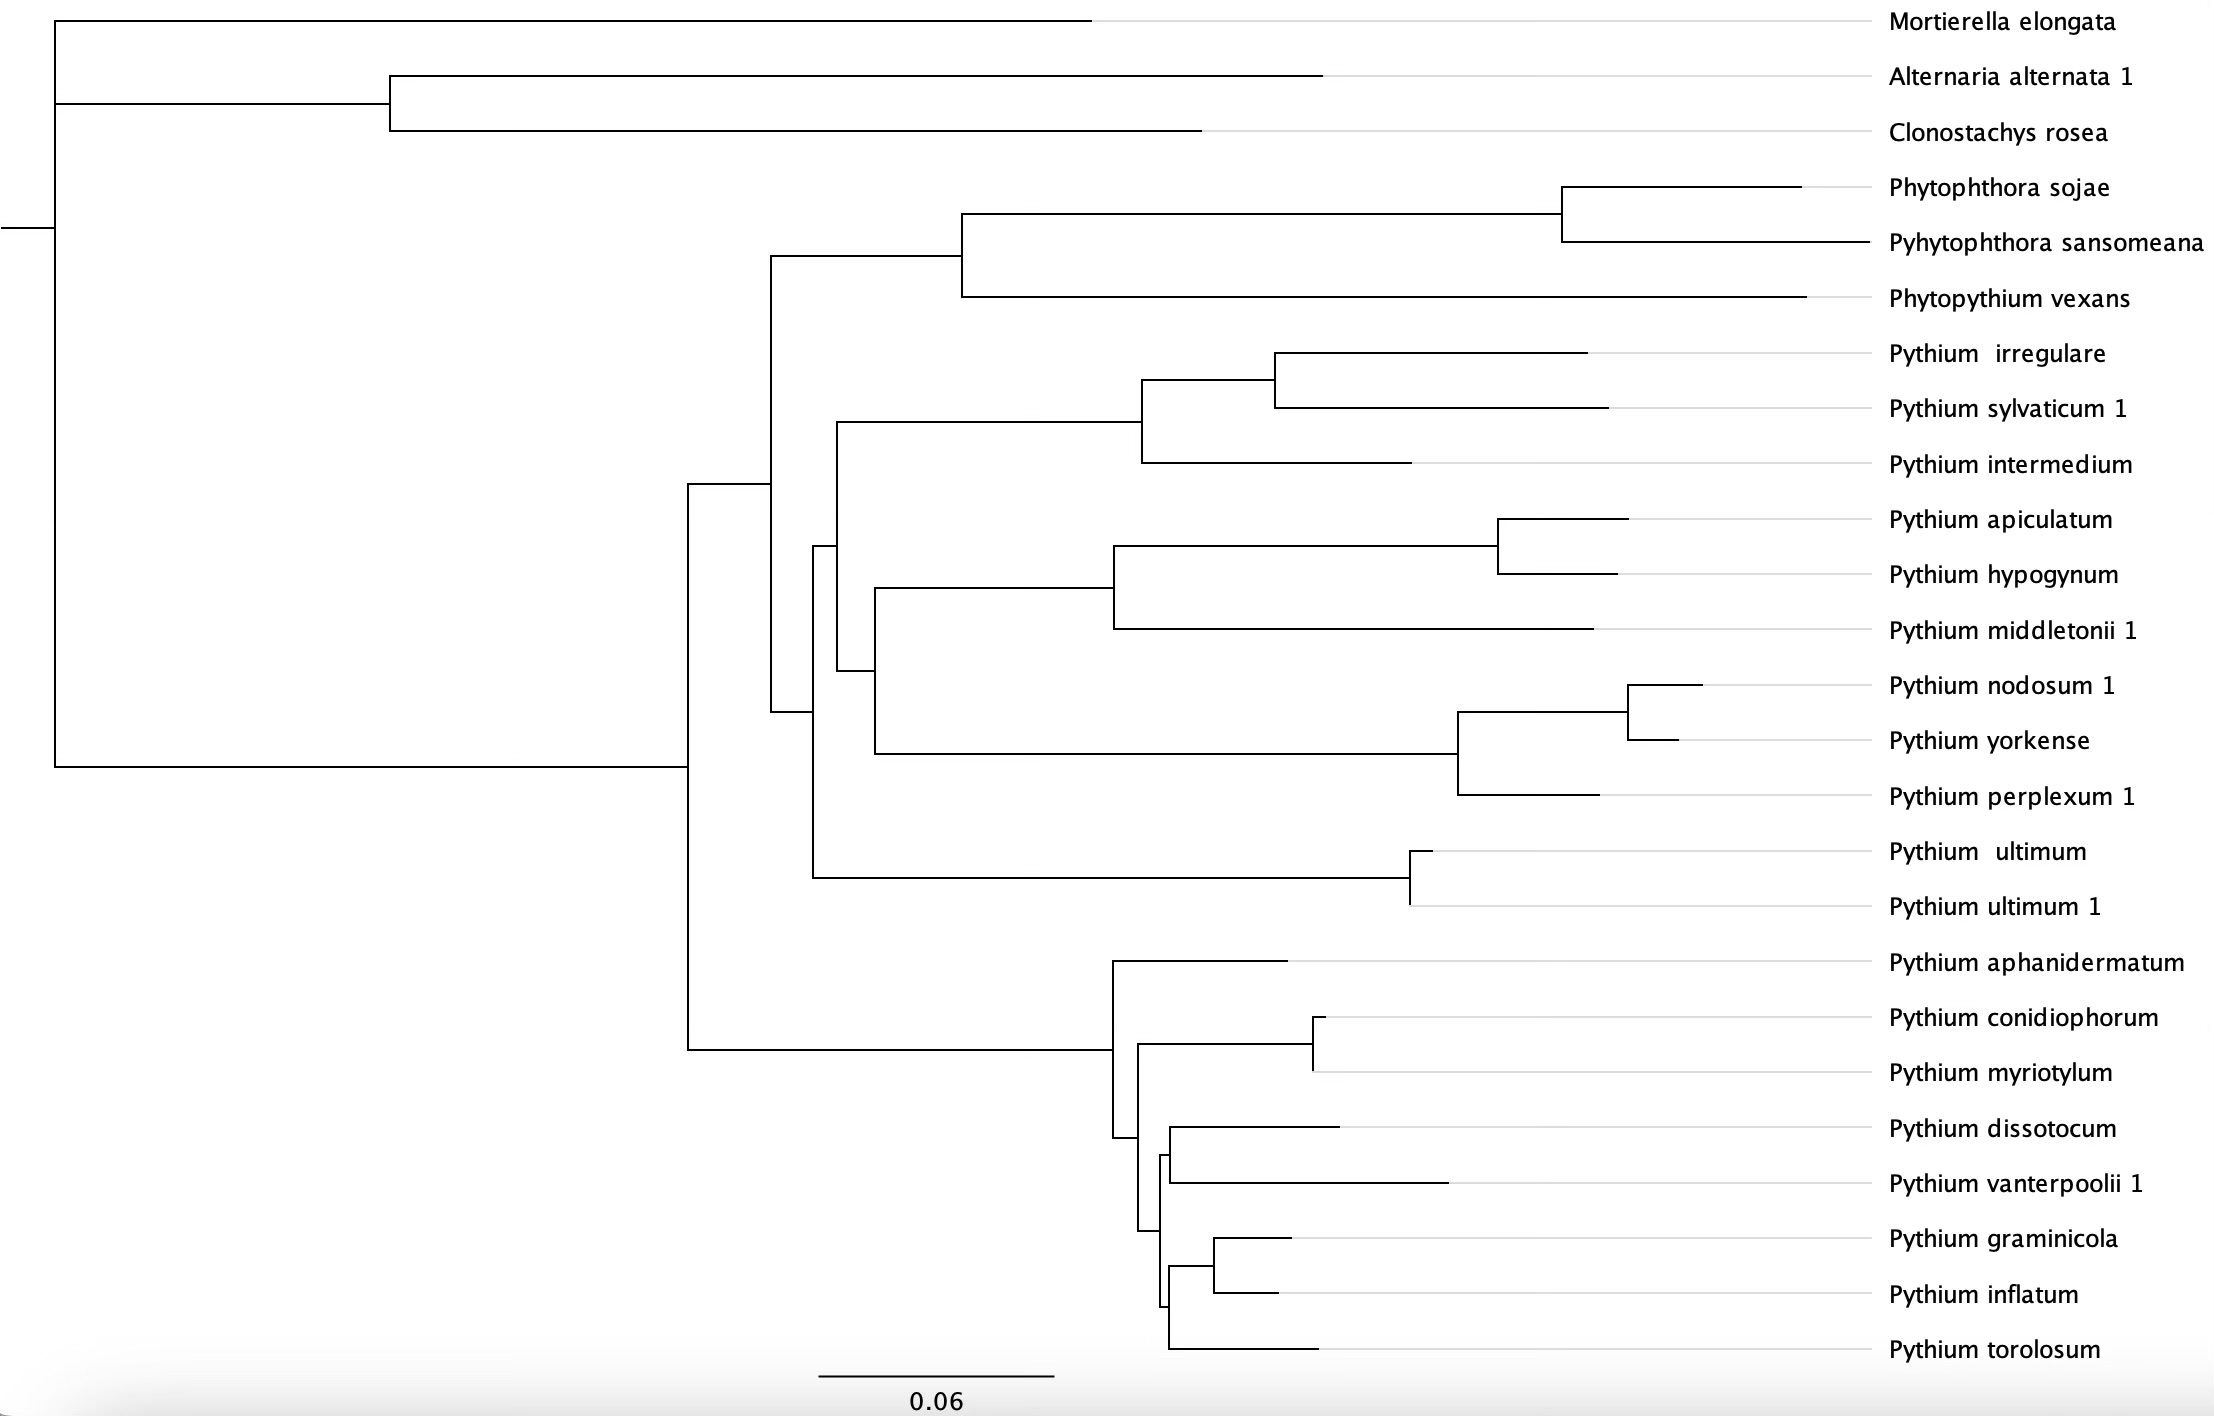 Mortierella elongata
Alternaria alternata 1
Clonostachys rosea
Phytophthora sojae
Pyhytophthora sansomeana
Phytopythium vexans
Pythium  irregulare
Pythium sylvaticum 1
Pythium intermedium
Pythium apiculatum
Pythium hypogynum
Pythium middletonii 1
Pythium nodosum 1
Pythium yorkense
Pythium perplexum 1
Pythium  ultimum
Pythium ultimum 1
Pythium aphanidermatum
Pythium conidiophorum
Pythium myriotylum
Pythium dissotocum
Pythium vanterpoolii 1
Pythium graminicola
Pythium inflatum
Pythium torolosum
0.06